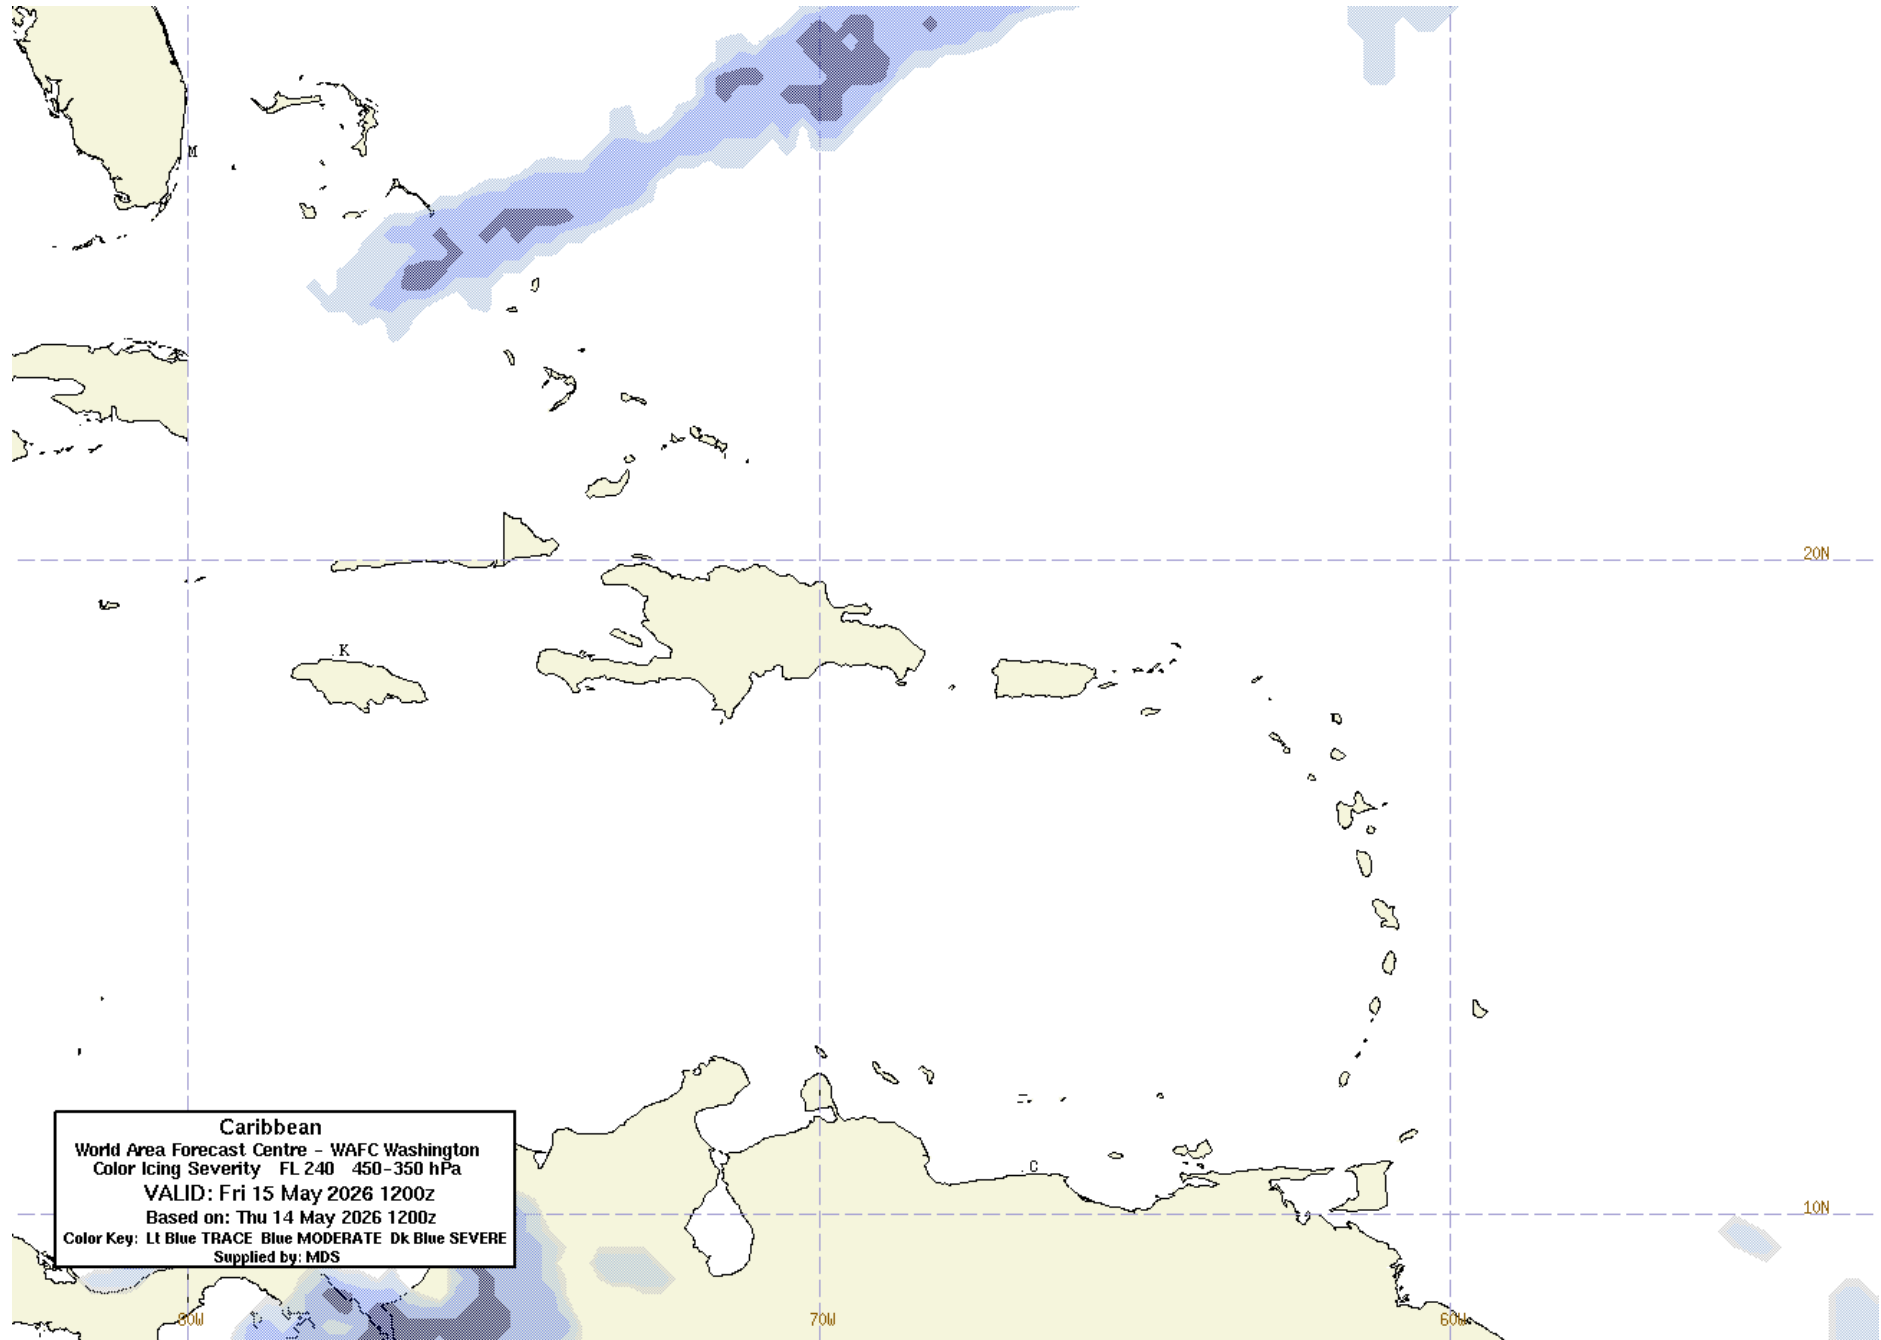 M
20N
K
Caribbean
World Area Forecast Centre - WAFC Washington
Color Icing Severity FL 240 450-350 hPa
VALID: Fri 15 May 2026 1200z
Based on: Thu 14 May 2026 1200z
Color Key: Lt Blue TRACE Blue MODERATE Dk Blue SEVERE
Supplied by: MDS
C
10N
80W
70W
60W